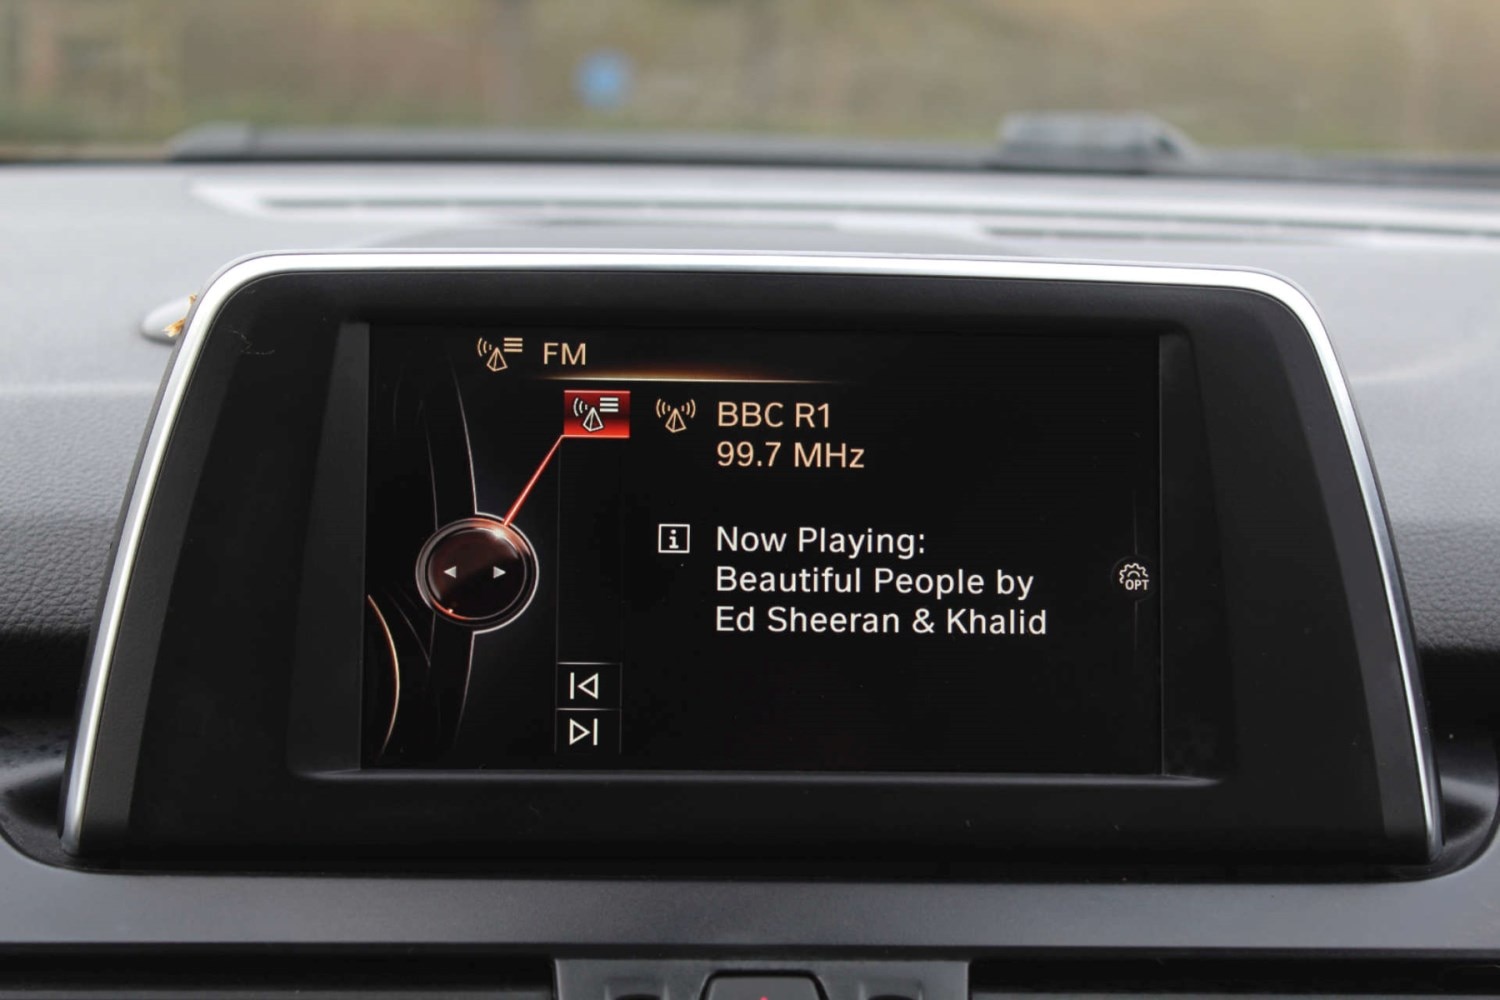 FM
BBC R1
99.7 MHz
i
Now Playing:
Beautiful People by
Ed Sheeran & Khalid
OPT